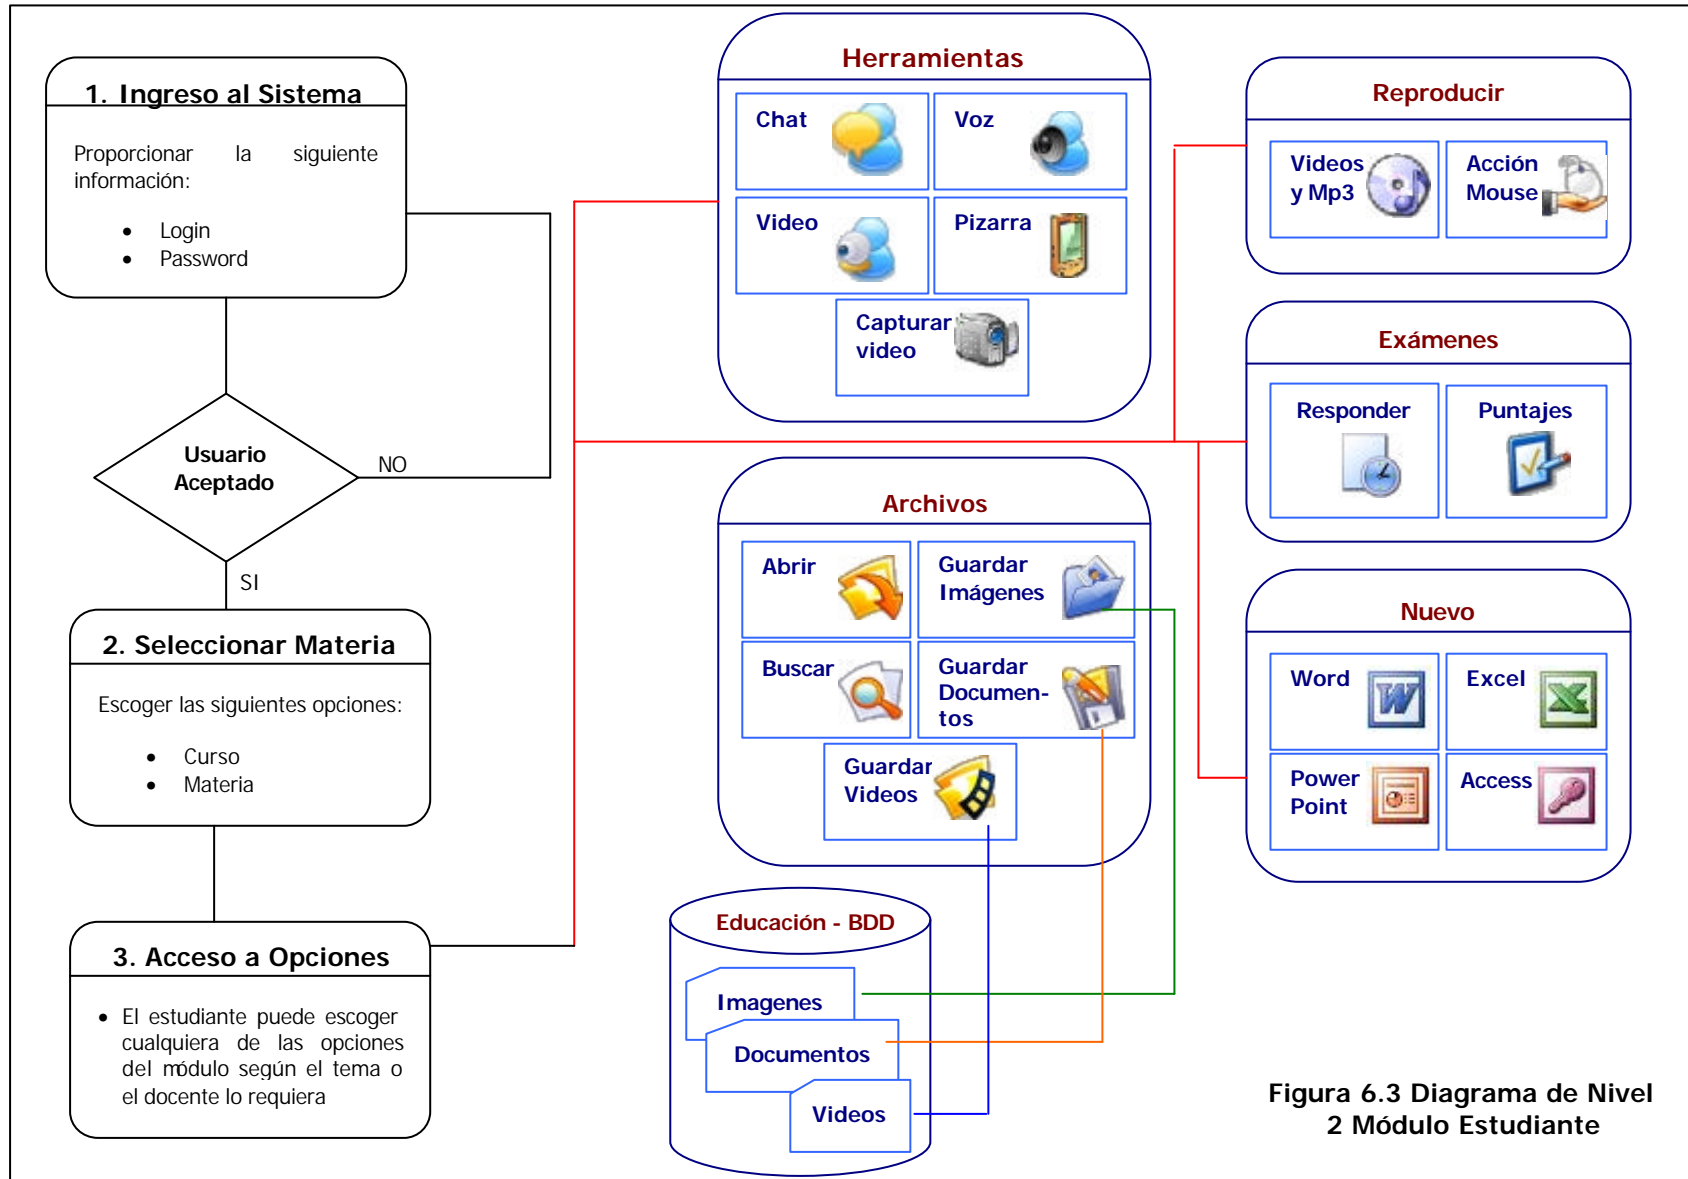 1. Ingreso al Sistema
Proporcionar la siguiente
información:
• Login
• Password
Usuario
Aceptado
NO
SI
2. Seleccionar Materia
Escoger las siguientes opciones:
• Curso
• Materia
3. Acceso a Opciones
• El estudiante puede escoger
cualquiera de las opciones
del módulo según el tema o
el docente lo requiera
Herramientas
Chat
Voz
Video
Pizarra
Capturar
video
Archivos
Abrir
Guardar
Imágenes
Buscar
Guardar
Documen-
tos
Guardar
Videos
Educación - BDD
Imagenes
Documentos
Videos
Reproducir
Videos
y Mp3
Acción
Mouse
Exámenes
Responder
Puntajes
Nuevo
Word
Excel
Power
Point
Access
Figura 6.3 Diagrama de Nivel
2 Módulo Estudiante